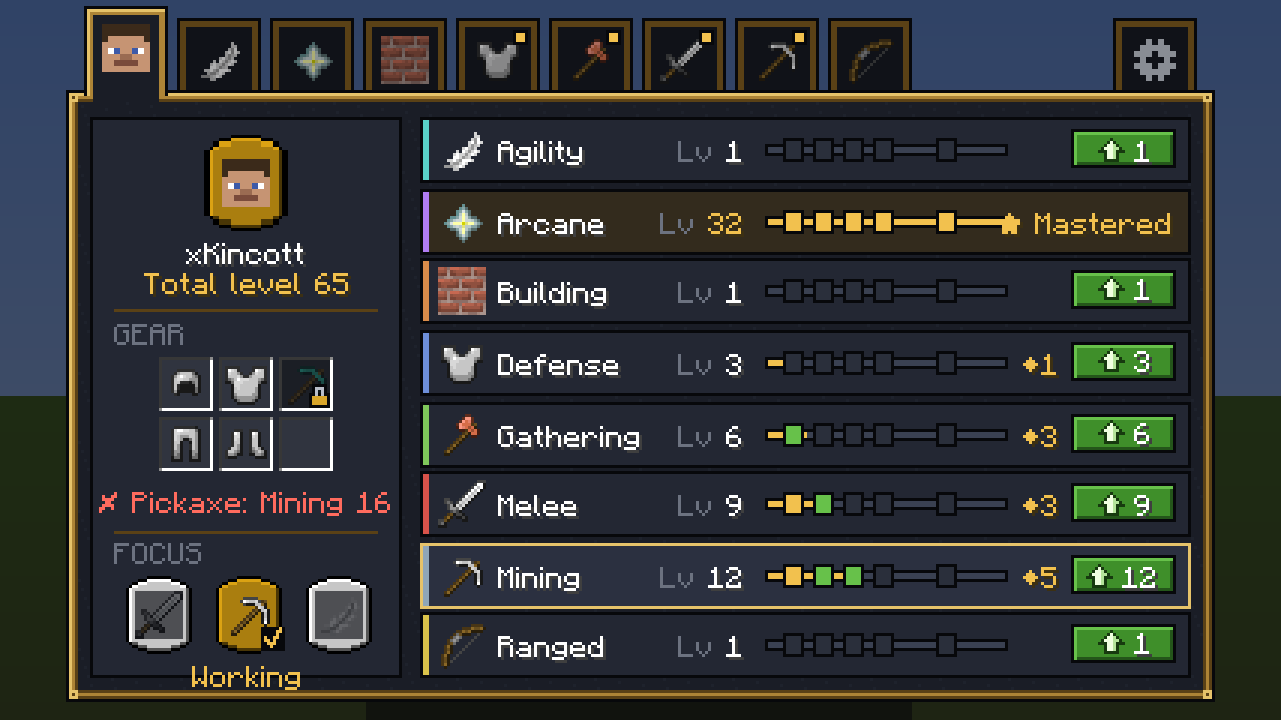 xKincott
Total level 65
GEAR
Pickaxe: Mining 16
FOCUS
Working
Agility Lv 1 1
Arcane Lv 32 Mastered
Building Lv 1 1
Defense Lv 3 +1 3
Gathering Lv 6 +3 6
Melee Lv 9 +3 9
Mining Lv 12 +5 12
Ranged Lv 1 1